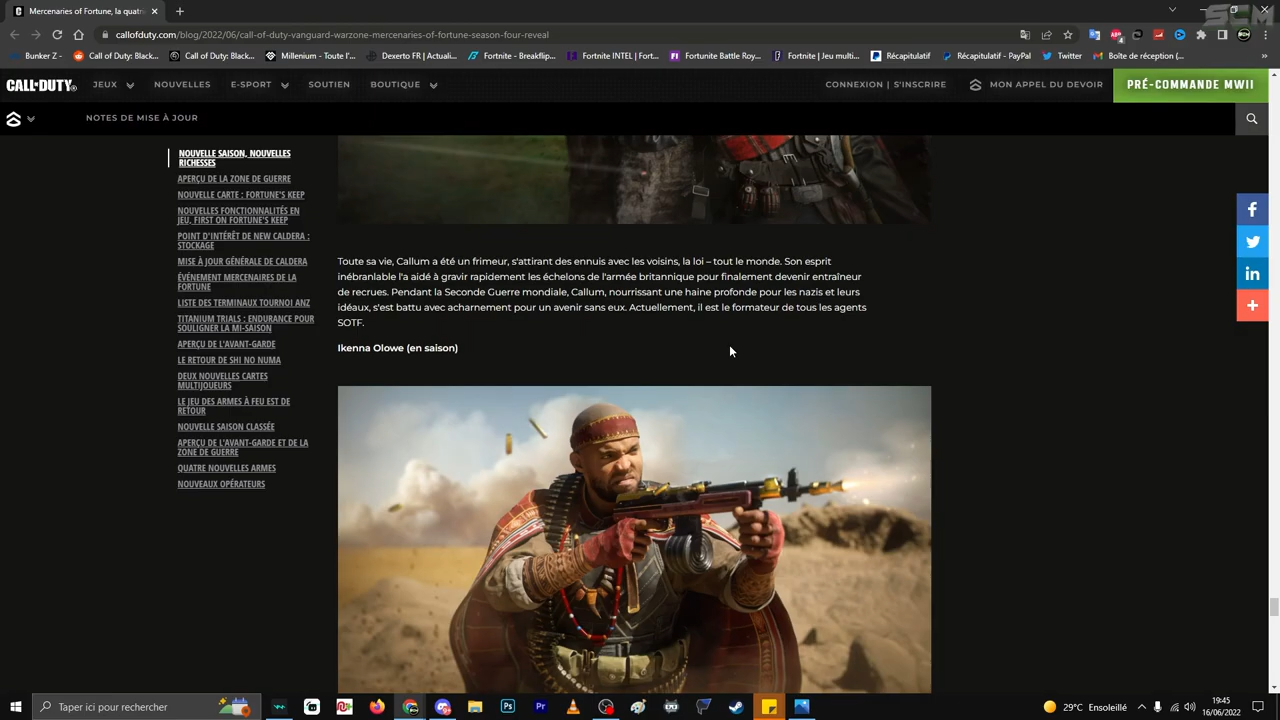 Mercenaries of Fortune, la quatri
SCM
callofduty.com/blog/2022/06/call-of-duty-vanguard-warzone-mercenaries-of-fortune-season-four-reveal
Bunker Z - Call of Duty: Black... Call of Duty: Black... Millenium - Toute l'... Dexerto FR | Actuali... Fortnite - Breakflip... Fortnite INTEL | Fort... Fortunite Battle Roy... Fortnite | Jeu multi... Récapitulatif Récapitulatif - PayPal Twitter Boîte de réception (...
CALL·DUTY JEUX NOUVELLES E-SPORT SOUTIEN BOUTIQUE CONNEXION | S'INSCRIRE MON APPEL DU DEVOIR PRÉ-COMMANDE MWII
NOTES DE MISE À JOUR
NOUVELLE SAISON, NOUVELLES
RICHESSES
APERÇU DE LA ZONE DE GUERRE
NOUVELLE CARTE : FORTUNE'S KEEP
NOUVELLES FONCTIONNALITÉS EN
JEU, FIRST ON FORTUNE'S KEEP
POINT D'INTÉRÊT DE NEW CALDERA :
STOCKAGE
MISE À JOUR GÉNÉRALE DE CALDERA
ÉVÉNEMENT MERCENAIRES DE LA
FORTUNE
LISTE DES TERMINAUX TOURNOI ANZ
TITANIUM TRIALS : ENDURANCE POUR
SOULIGNER LA MI-SAISON
APERÇU DE L'AVANT-GARDE
LE RETOUR DE SHI NO NUMA
DEUX NOUVELLES CARTES
MULTIJOUEURS
LE JEU DES ARMES À FEU EST DE
RETOUR
NOUVELLE SAISON CLASSÉE
APERÇU DE L'AVANT-GARDE ET DE LA
ZONE DE GUERRE
QUATRE NOUVELLES ARMES
NOUVEAUX OPÉRATEURS
Toute sa vie, Callum a été un frimeur, s'attirant des ennuis avec les voisins, la loi – tout le monde. Son esprit
inébranlable l'a aidé à gravir rapidement les échelons de l'armée britannique pour finalement devenir entraîneur
de recrues. Pendant la Seconde Guerre mondiale, Callum, nourrissant une haine profonde pour les nazis et leurs
idéaux, s'est battu avec acharnement pour un avenir sans eux. Actuellement, il est le formateur de tous les agents
SOTF.
Ikenna Olowe (en saison)
Taper ici pour rechercher
29°C Ensoleillé
19:45
16/06/2022